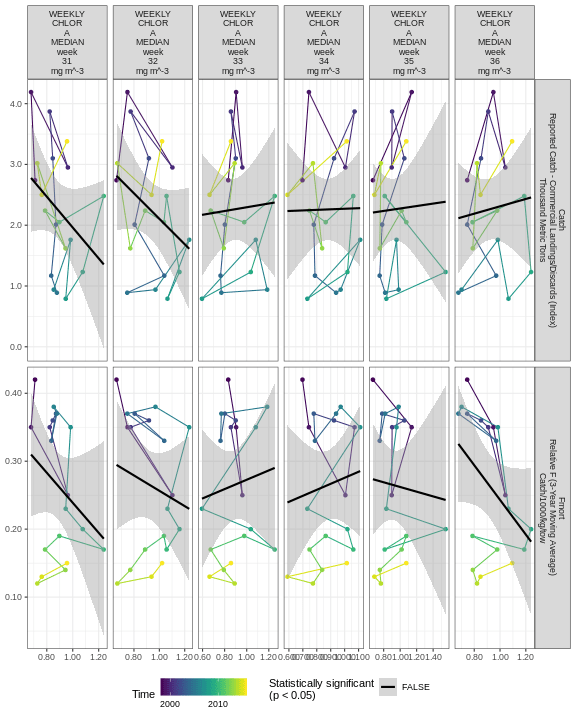 WEEKLY
CHLOR
A
MEDIAN
week
31
mg m^-3
WEEKLY
CHLOR
A
MEDIAN
week
32
mg m^-3
WEEKLY
CHLOR
A
MEDIAN
week
33
mg m^-3
WEEKLY
CHLOR
A
MEDIAN
week
34
mg m^-3
WEEKLY
CHLOR
A
MEDIAN
week
35
mg m^-3
WEEKLY
CHLOR
A
MEDIAN
week
36
mg m^-3
4.0
3.0
2.0
1.0
0.0
Catch
Reported Catch - Commercial Landings/Discards (Index)
Thousand Metric Tons
0.40
0.30
0.20
0.10
Fmort
Relative F (3-Year Moving Average)
Catch/1000/kg/tow
0.80 1.00 1.20
0.80 1.00 1.20
0.60 0.80 1.00 1.20
0.80 1.00 1.20 1.40
0.80 1.00 1.20
Time
2000 2010
Statistically significant
(p < 0.05)
FALSE